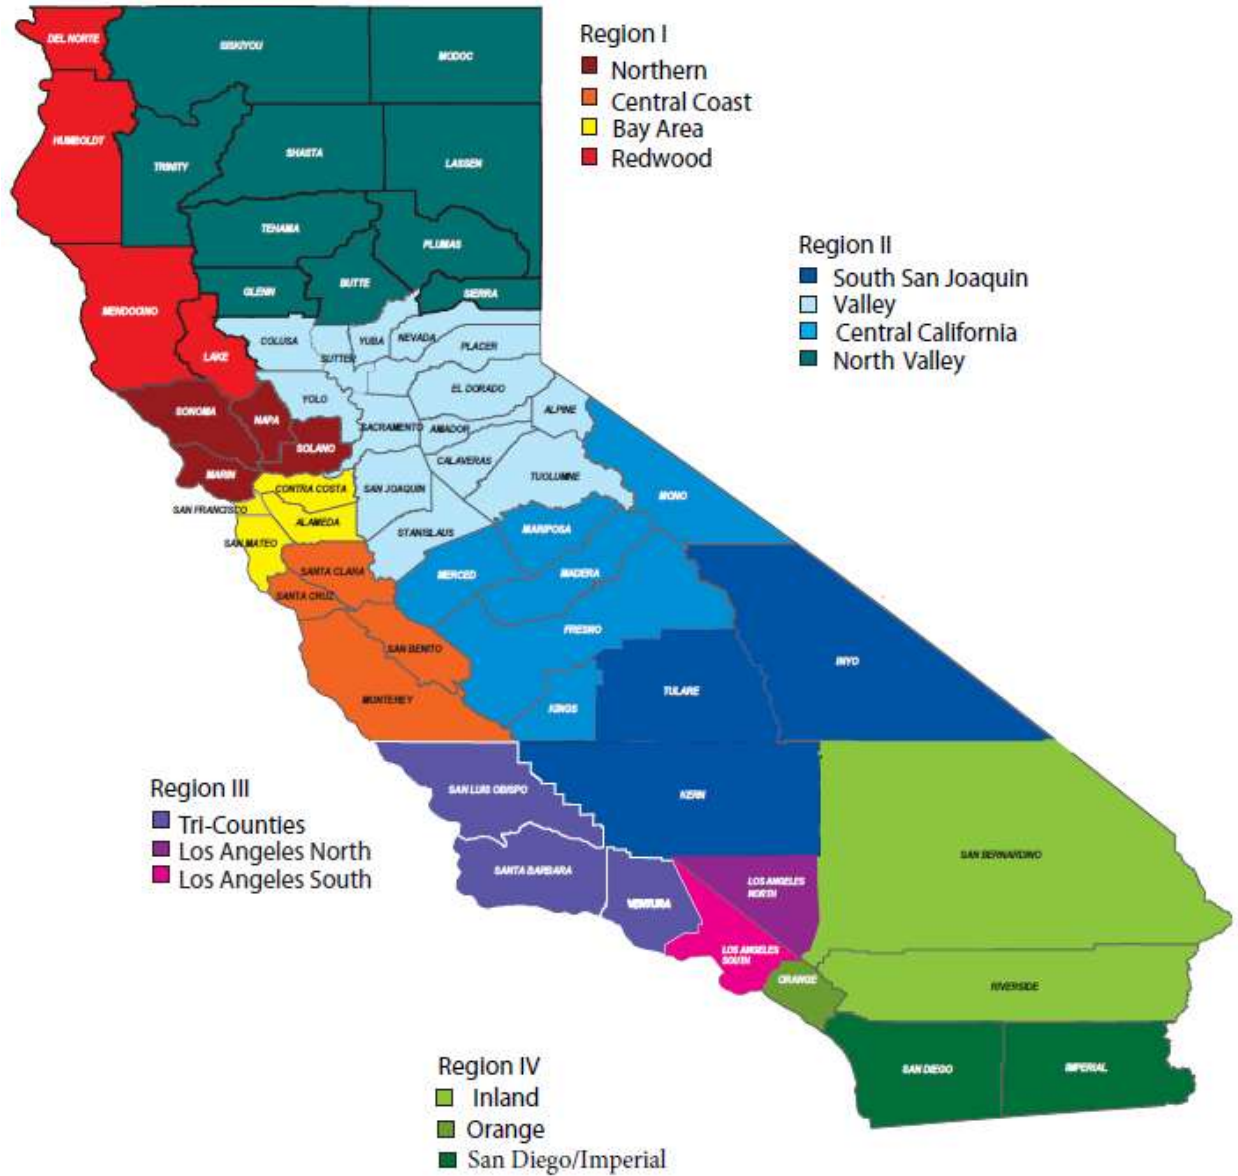 DEL NORTE
SISKIYOU
MODOC
HUMBOLDT
TRINITY
SHASTA
LASSEN
TEHAMA
PLUMAS
GLENN
BUTTE
SIERRA
MENDOCINO
LAKE
COLUSA
SUTTER
YUBA
NEVADA
PLACER
YOLO
EL DORADO
ALPINE
SONOMA
NAPA
SOLANO
SACRAMENTO
AMADOR
CALAVERAS
TUOLUMNE
MONO
MARIN
CONTRA COSTA
SAN JOAQUIN
SAN FRANCISCO
ALAMEDA
STANISLAUS
MARIPOSA
SAN MATEO
SANTA CLARA
MERCED
MADERA
SANTA CRUZ
FRESNO
SAN BENITO
INYO
MONTEREY
KINGS
TULARE
SAN LUIS OBISPO
KERN
SAN BERNARDINO
SANTA BARBARA
VENTURA
LOS ANGELES
NORTH
LOS ANGELES
SOUTH
ORANGE
RIVERSIDE
SAN DIEGO
IMPERIAL
Region I
Northern
Central Coast
Bay Area
Redwood
Region II
South San Joaquin
Valley
Central California
North Valley
Region III
Tri-Counties
Los Angeles North
Los Angeles South
Region IV
Inland
Orange
San Diego/Imperial